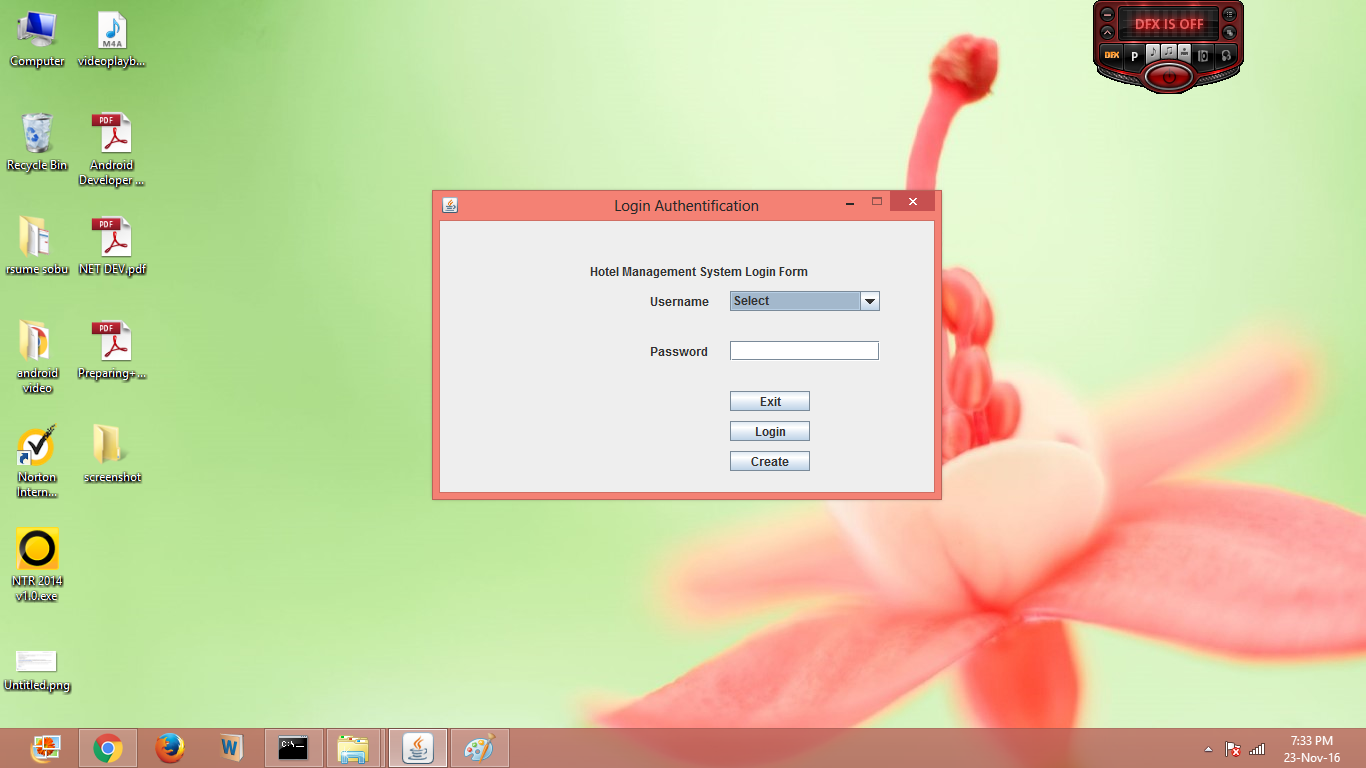 Computer
videoplayb...
M4A
Recycle Bin
PDF
Android
Developer ...
rsume sobu
PDF
NET DEV.pdf
android
video
PDF
Preparing+...
Norton
Intern...
screenshot
NTR 2014
v1.0.exe
Untitled.png
DFX IS OFF
DFX
P
Login Authentification
Hotel Management System Login Form
Username
Select
Password
Exit
Login
Create
W
C:\_
7:33 PM
23-Nov-16